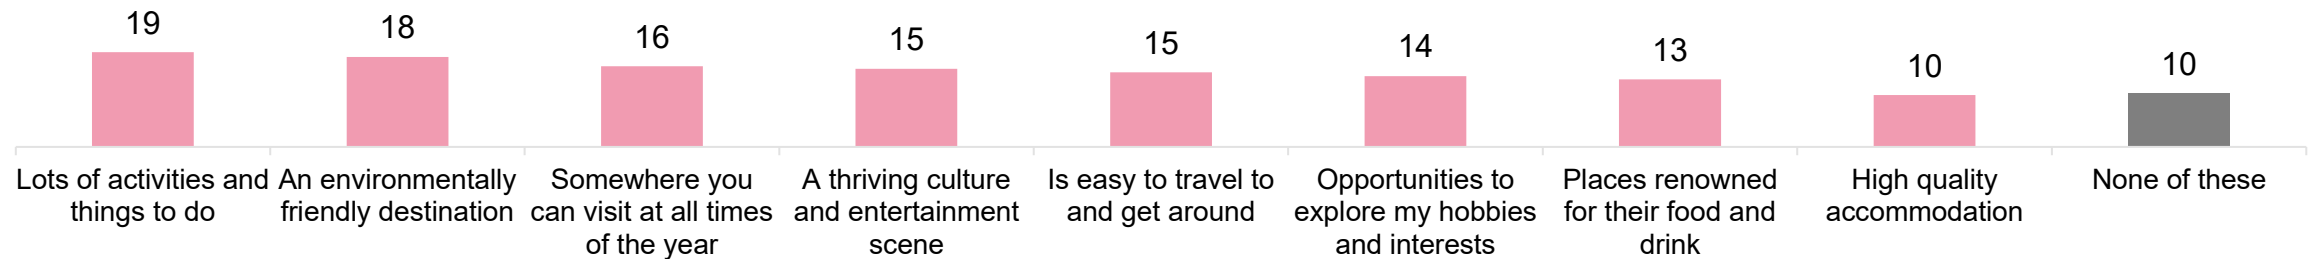 19
18
16
15
15
14
13
10
10
Lots of activities and
things to do
An environmentally
friendly destination
Somewhere you
can visit at all times
of the year
A thriving culture
and entertainment
scene
Is easy to travel to
and get around
Opportunities to
explore my hobbies
and interests
Places renowned
for their food and
drink
High quality
accommodation
None of these